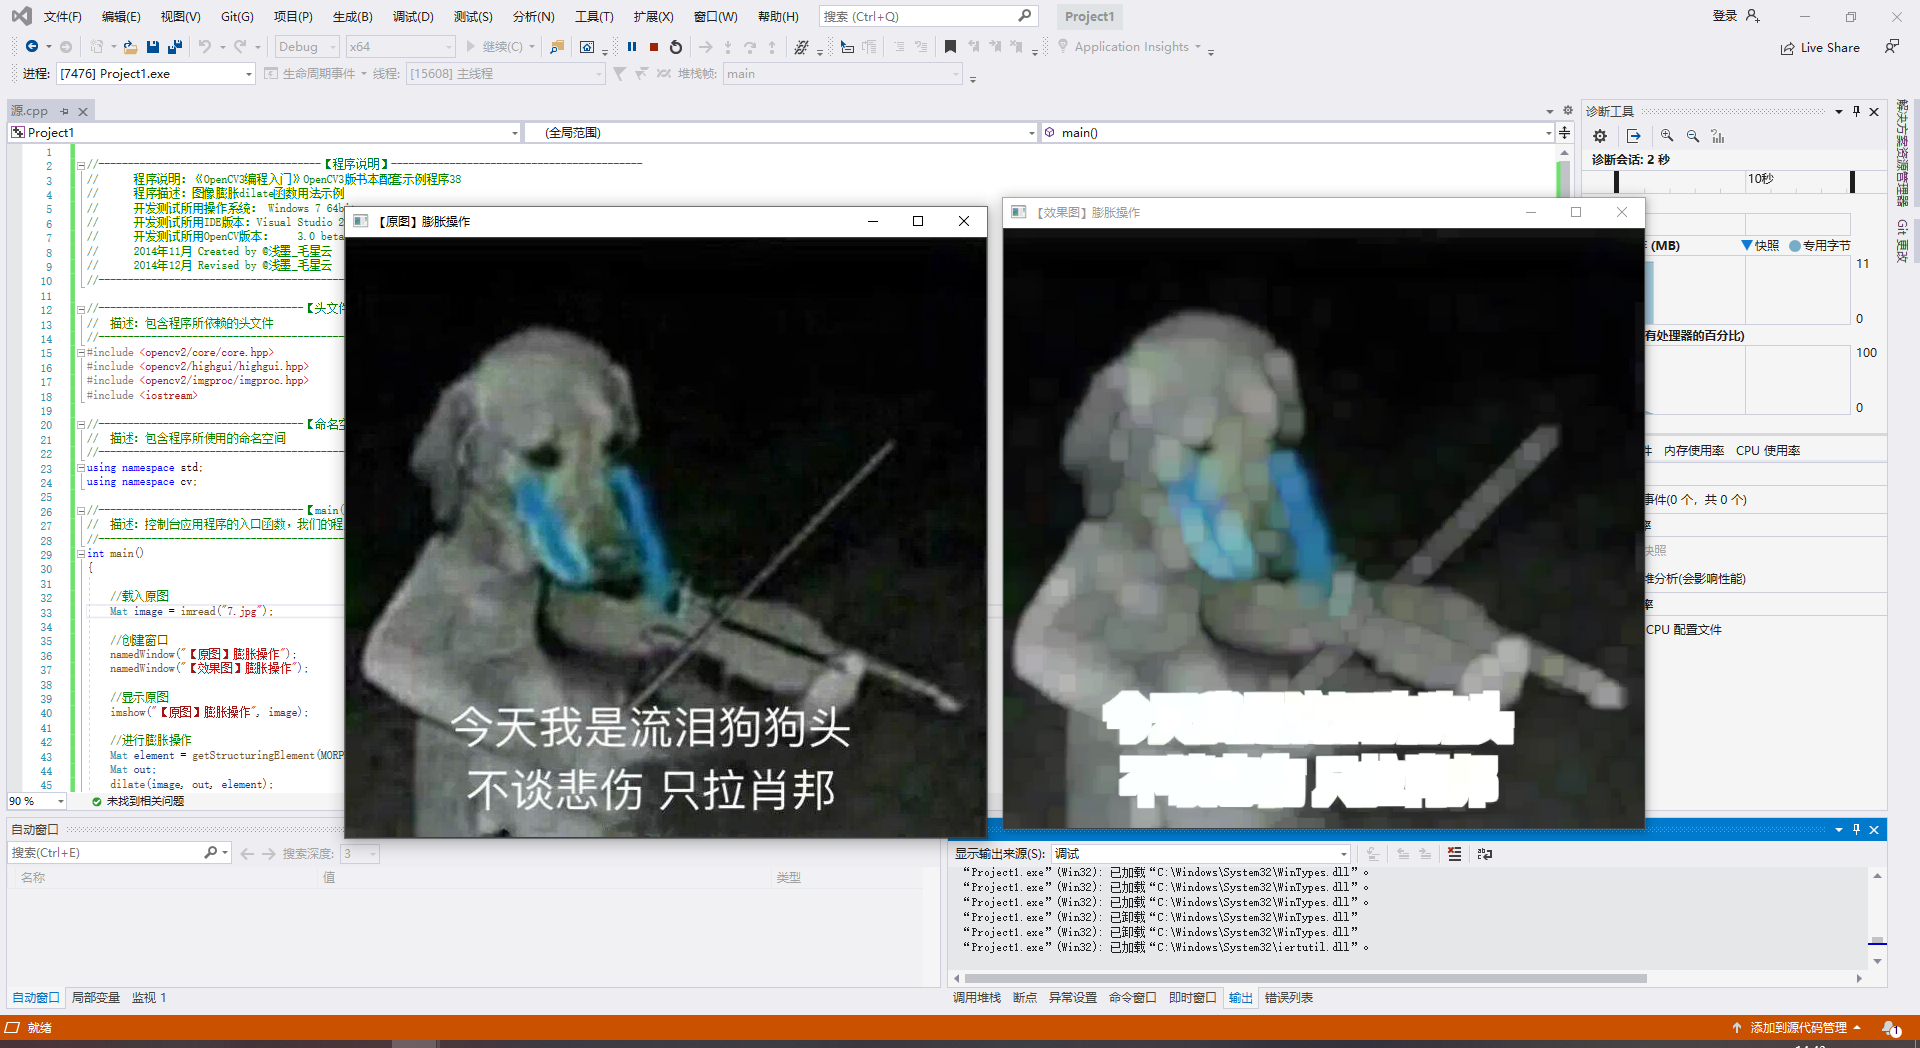 文件(F) 编辑(E) 视图(V) Git(G) 项目(P) 生成(B) 调试(D) 测试(S) 分析(N) 工具(T) 扩展(X) 窗口(W) 帮助(H) 搜索 (Ctrl+Q) Project1 登录
Debug x64 继续(C) Application Insights Live Share
进程: [7476] Project1.exe 生命周期事件 线程: [15608] 主线程 堆栈帧: main
源.cpp
Project1 (全局范围) main()
1
2 //--------------------------------------【程序说明】-------------------------------------------
3 // 程序说明：《OpenCV3编程入门》OpenCV3版书本配套示例程序38
4 // 程序描述：图像膨胀dilate函数用法示例
5 // 开发测试所用操作系统： Windows 7 64b
6 // 开发测试所用IDE版本：Visual Studio 2
7 // 开发测试所用OpenCV版本： 3.0 beta
8 // 2014年11月 Created by @浅墨_毛星云
9 // 2014年12月 Revised by @浅墨_毛星云
10 //------------------------------------------
11
12 //-----------------------------------【头文件
13 // 描述：包含程序所依赖的头文件
14 //------------------------------------------
15 #include <opencv2/core/core.hpp>
16 #include <opencv2/highgui/highgui.hpp>
17 #include <opencv2/imgproc/imgproc.hpp>
18 #include <iostream>
19
20 //-----------------------------------【命名空
21 // 描述：包含程序所使用的命名空间
22 //------------------------------------------
23 using namespace std;
24 using namespace cv;
25
26 //-----------------------------------【main(
27 // 描述：控制台应用程序的入口函数，我们的程
28 //------------------------------------------
29 int main()
30 {
31
32 //载入原图
33 Mat image = imread("7.jpg");
34
35 //创建窗口
36 namedWindow("【原图】膨胀操作");
37 namedWindow("【效果图】膨胀操作");
38
39 //显示原图
40 imshow("【原图】膨胀操作", image);
41
42 //进行膨胀操作
43 Mat element = getStructuringElement(MORP
44 Mat out;
45 dilate(image, out, element);
90 % 未找到相关问题
【原图】膨胀操作
今天我是流泪狗狗头
不谈悲伤 只拉肖邦
【效果图】膨胀操作
诊断工具
诊断会话: 2 秒
10秒
(MB) 快照 专用字节
11
0
有处理器的百分比)
100
0
件 内存使用率 CPU 使用率
事件(0 个，共 0 个)
率
快照
堆分析(会影响性能)
率
CPU 配置文件
解决方案资源管理器
Git 更改
自动窗口
搜索(Ctrl+E) 搜索深度: 3
名称 值 类型
自动窗口 局部变量 监视 1
显示输出来源(S): 调试
“Project1.exe”(Win32): 已加载“C:\Windows\System32\WinTypes.dll”。
“Project1.exe”(Win32): 已加载“C:\Windows\System32\WinTypes.dll”。
“Project1.exe”(Win32): 已加载“C:\Windows\System32\WinTypes.dll”。
“Project1.exe”(Win32): 已卸载“C:\Windows\System32\WinTypes.dll”
“Project1.exe”(Win32): 已卸载“C:\Windows\System32\WinTypes.dll”
“Project1.exe”(Win32): 已加载“C:\Windows\System32\iertutil.dll”。
调用堆栈 断点 异常设置 命令窗口 即时窗口 输出 错误列表
就绪 添加到源代码管理 1